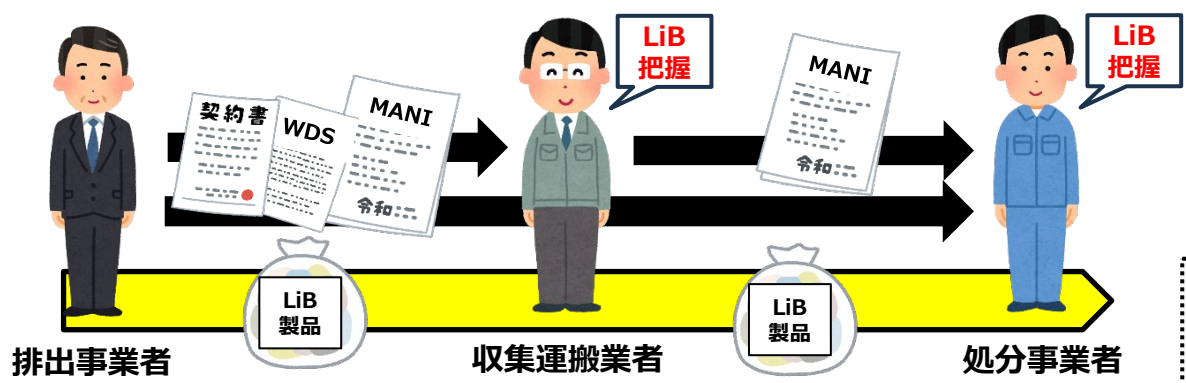 LiB
把握
LiB
把握
契約書
WDS
MANI
令和
MANI
令和
LiB
製品
LiB
製品
排出事業者
収集運搬業者
処分事業者